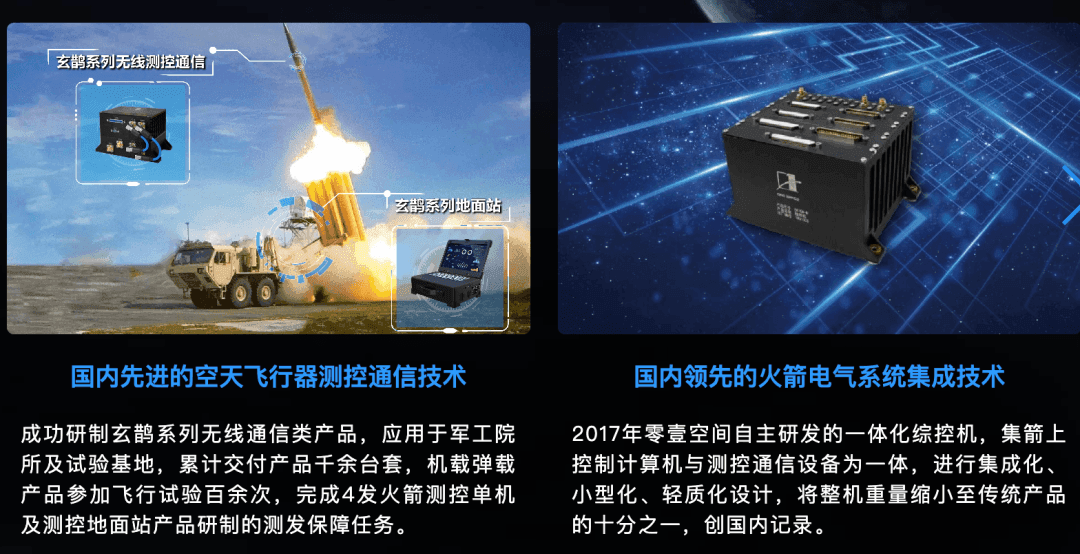 玄鹊系列无线测控通信
玄鹊系列地面站
国内先进的空天飞行器测控通信技术
成功研制玄鹊系列无线通信类产品，应用于军工院
所及试验基地，累计交付产品千余台套，机载弹载
产品参加飞行试验百余次，完成4发火箭测控单机
及测控地面站产品研制的测发保障任务。
国内领先的火箭电气系统集成技术
2017年零壹空间自主研发的一体化综控机，集箭上
控制计算机与测控通信设备为一体，进行集成化、
小型化、轻质化设计，将整机重量缩小至传统产品
的十分之一，创国内记录。